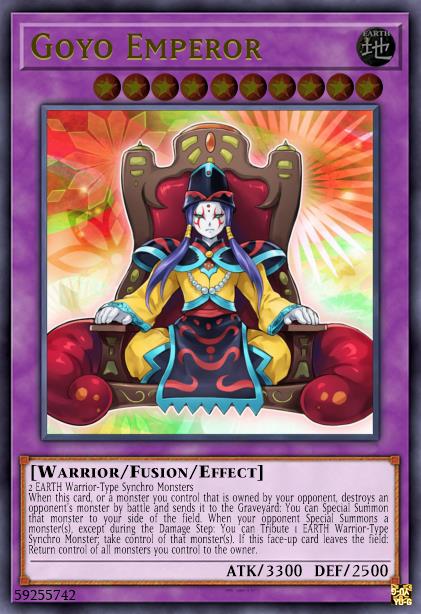 Goyo Emperor
EARTH
地
[Warrior/Fusion/Effect]
2 EARTH Warrior-Type Synchro Monsters
When this card, or a monster you control that is owned by your opponent, destroys an
opponent's monster by battle and sends it to the Graveyard: You can Special Summon
that monster to your side of the field. When your opponent Special Summons a
monster(s), except during the Damage Step: You can Tribute 1 EARTH Warrior-Type
Synchro Monster; take control of that monster(s). If this face-up card leaves the field:
Return control of all monsters you control to the owner.
ATK/3300 DEF/2500
59255742